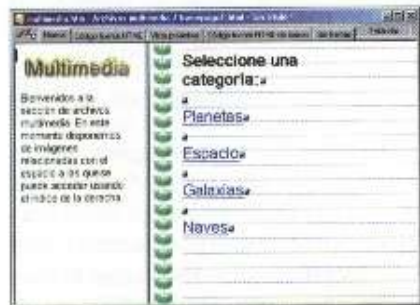 Multimedia
Bienvenidos a la
sección de archivos
multimedia. En este
momento disponemos
de imágenes
relacionadas con el
espacio a las que se
puede acceder usando
el índice de la derecha.
Seleccione una
categoría:
Planetas
Espacio
Galaxias
Naves